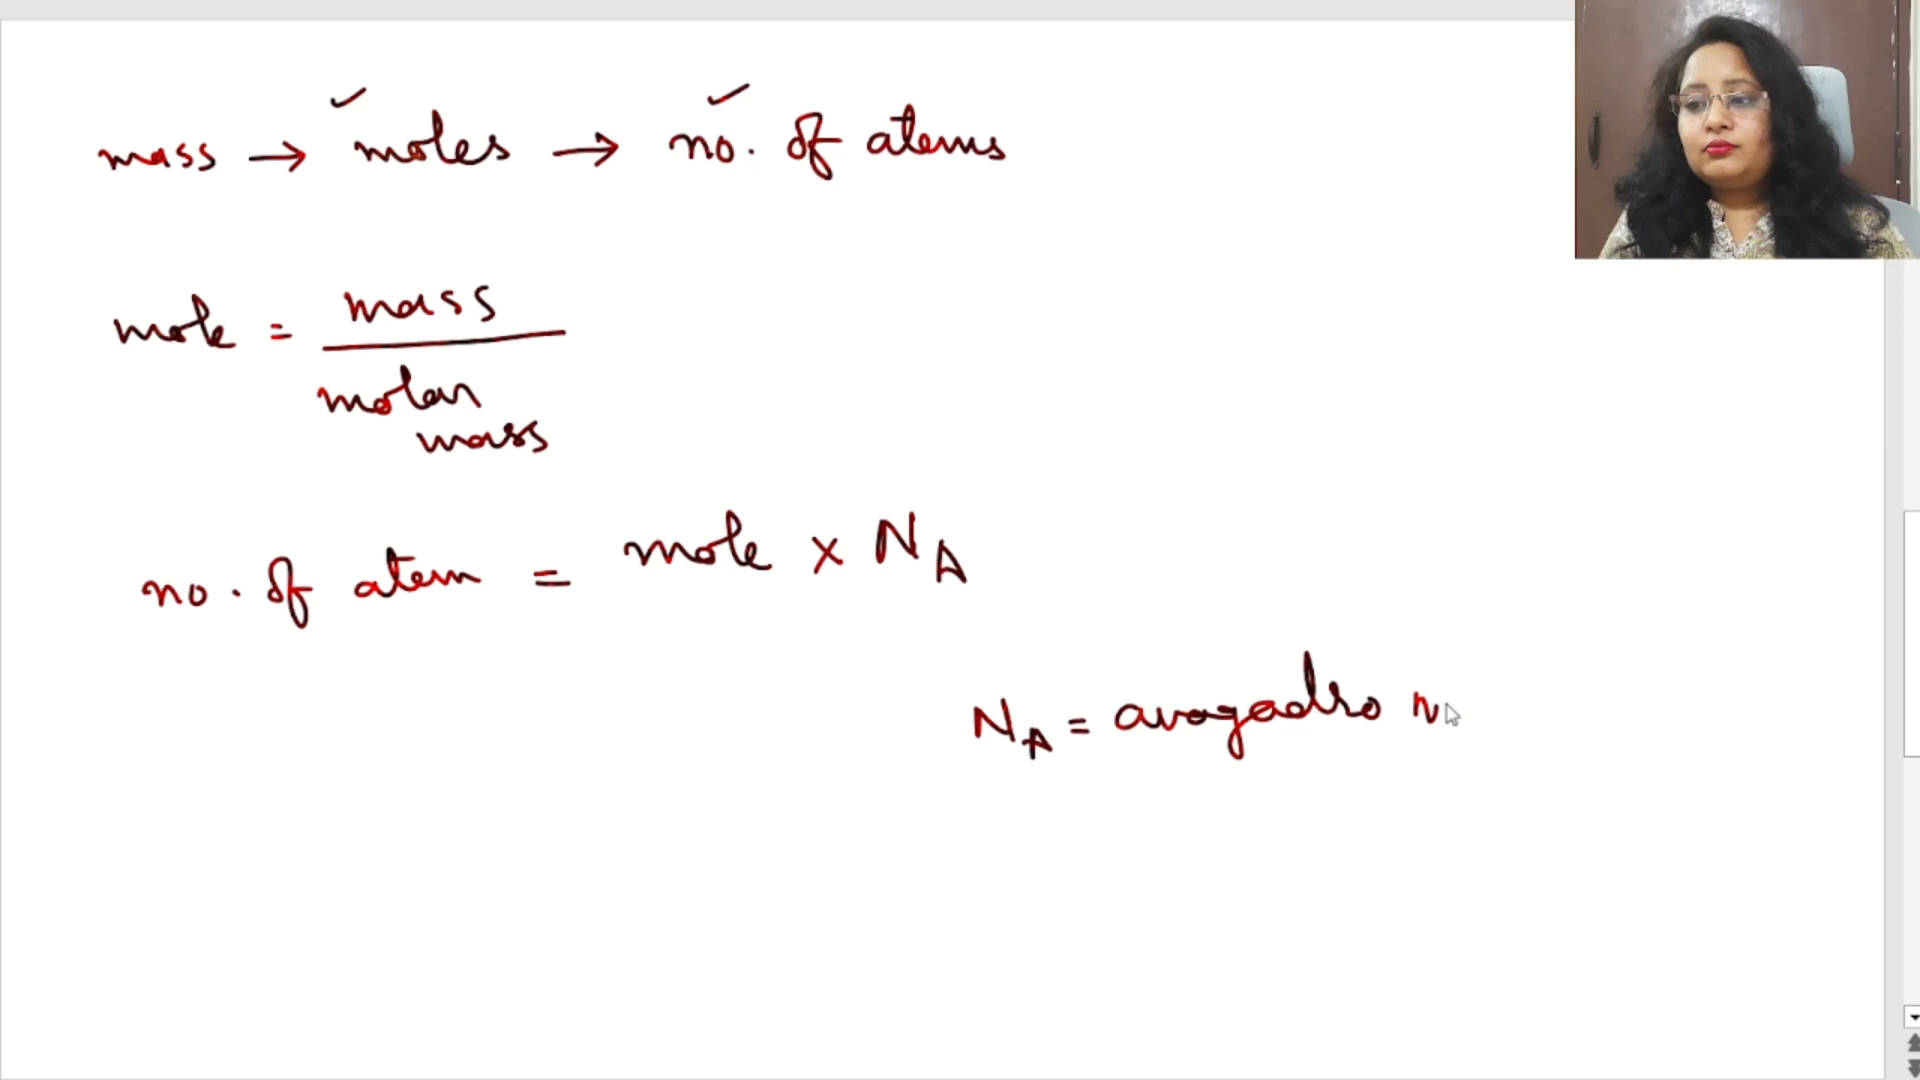 mass → moles → no. of atoms
mole = mass
molar
mass
no. of atom = mole x NA
NA = avogadro n